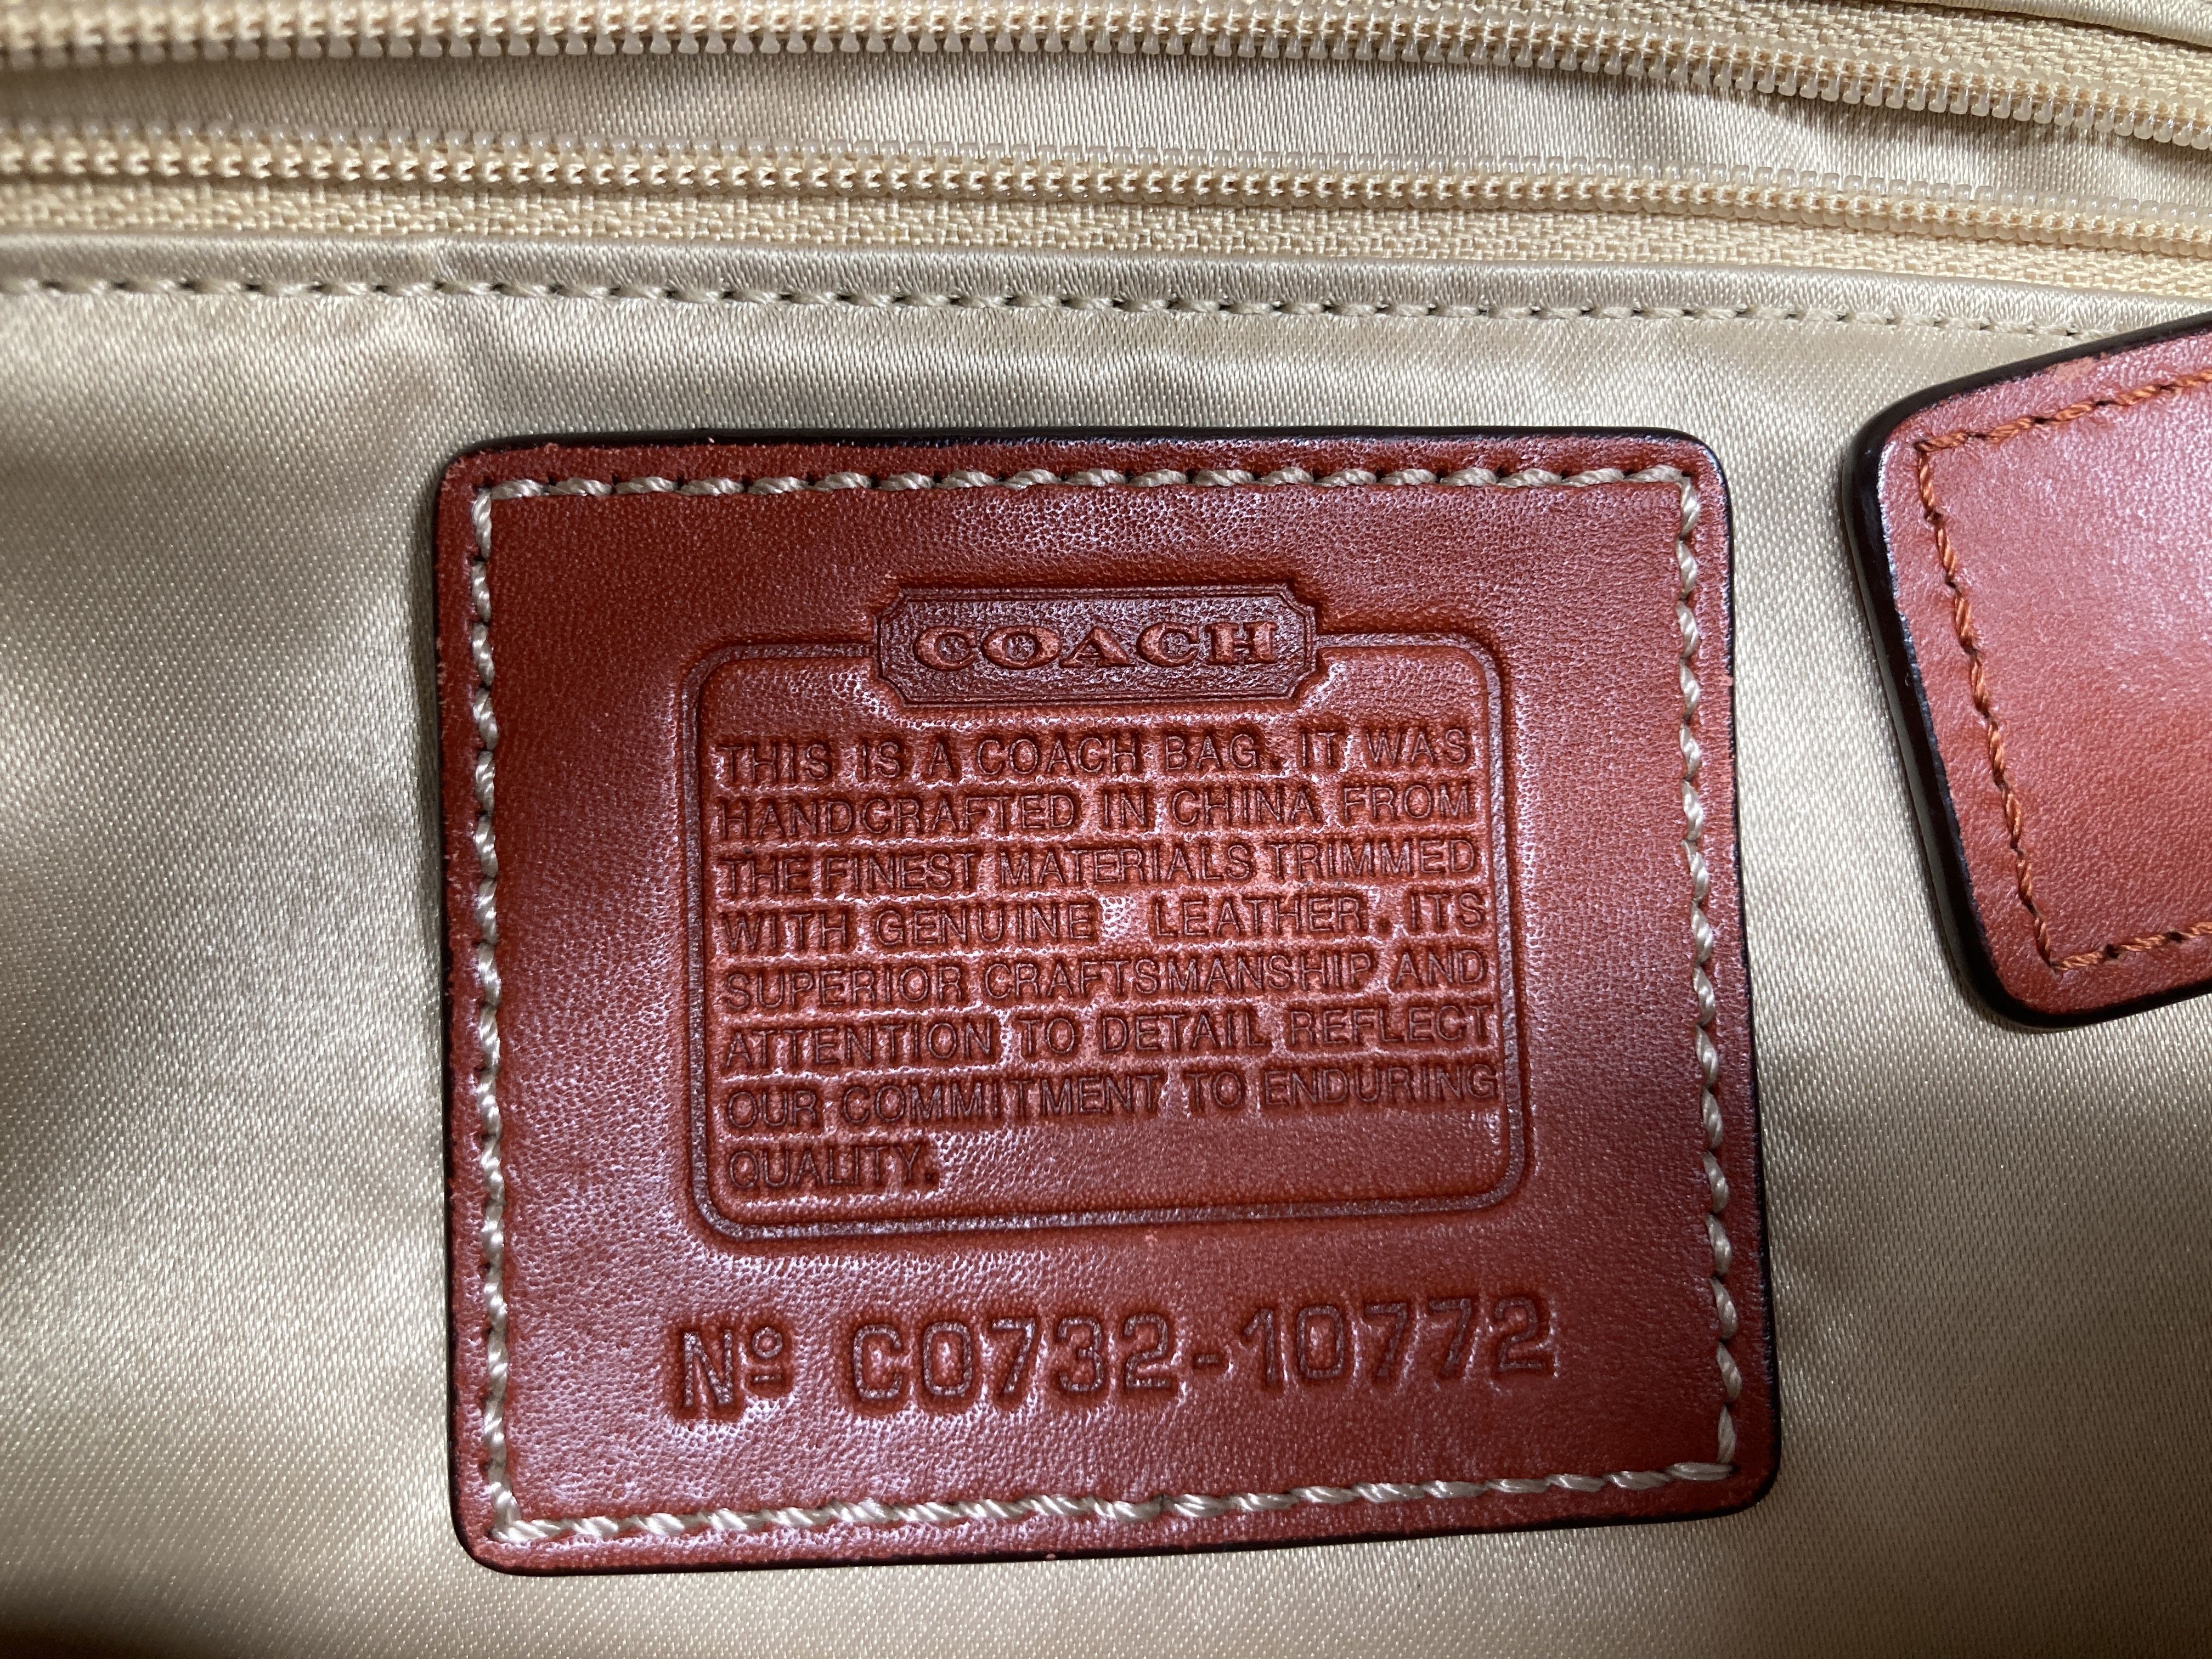 COACH
THIS IS A COACH BAG. IT WAS
HANDCRAFTED IN CHINA FROM
THE FINEST MATERIALS TRIMMED
WITH GENUINE LEATHER. ITS
SUPERIOR CRAFTSMANSHIP AND
ATTENTION TO DETAIL REFLECT
OUR COMMITMENT TO ENDURING
QUALITY.
Nº C0732-10772